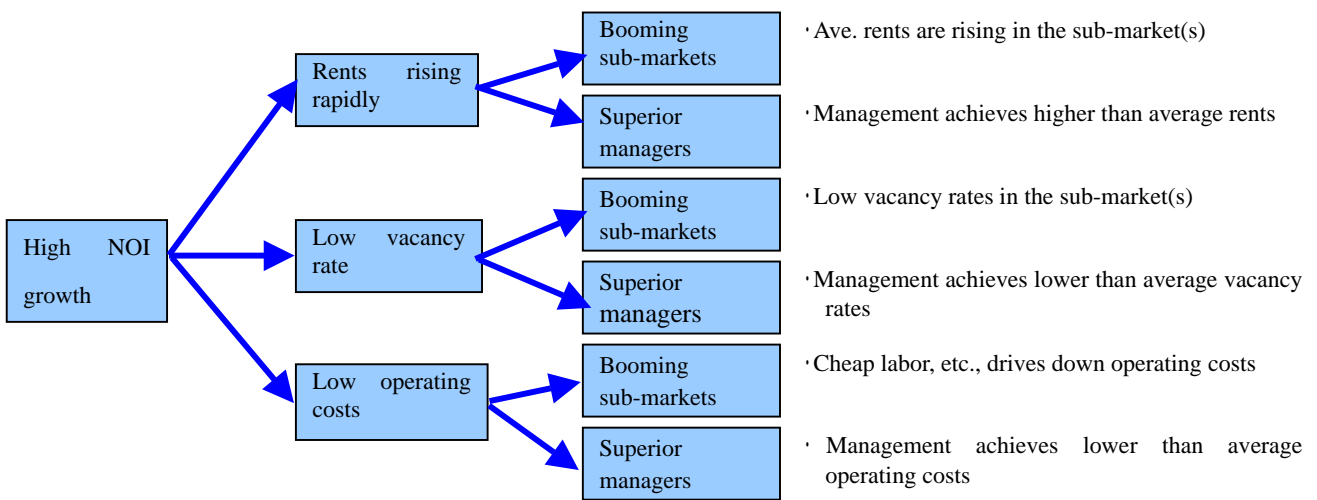 High NOI
growth
Rents rising
rapidly
Low vacancy
rate
Low operating
costs
Booming
sub-markets
· Ave. rents are rising in the sub-market(s)
Superior
managers
· Management achieves higher than average rents
Booming
sub-markets
· Low vacancy rates in the sub-market(s)
Superior
managers
· Management achieves lower than average vacancy
rates
Booming
sub-markets
· Cheap labor, etc., drives down operating costs
Superior
managers
· Management achieves lower than average
operating costs